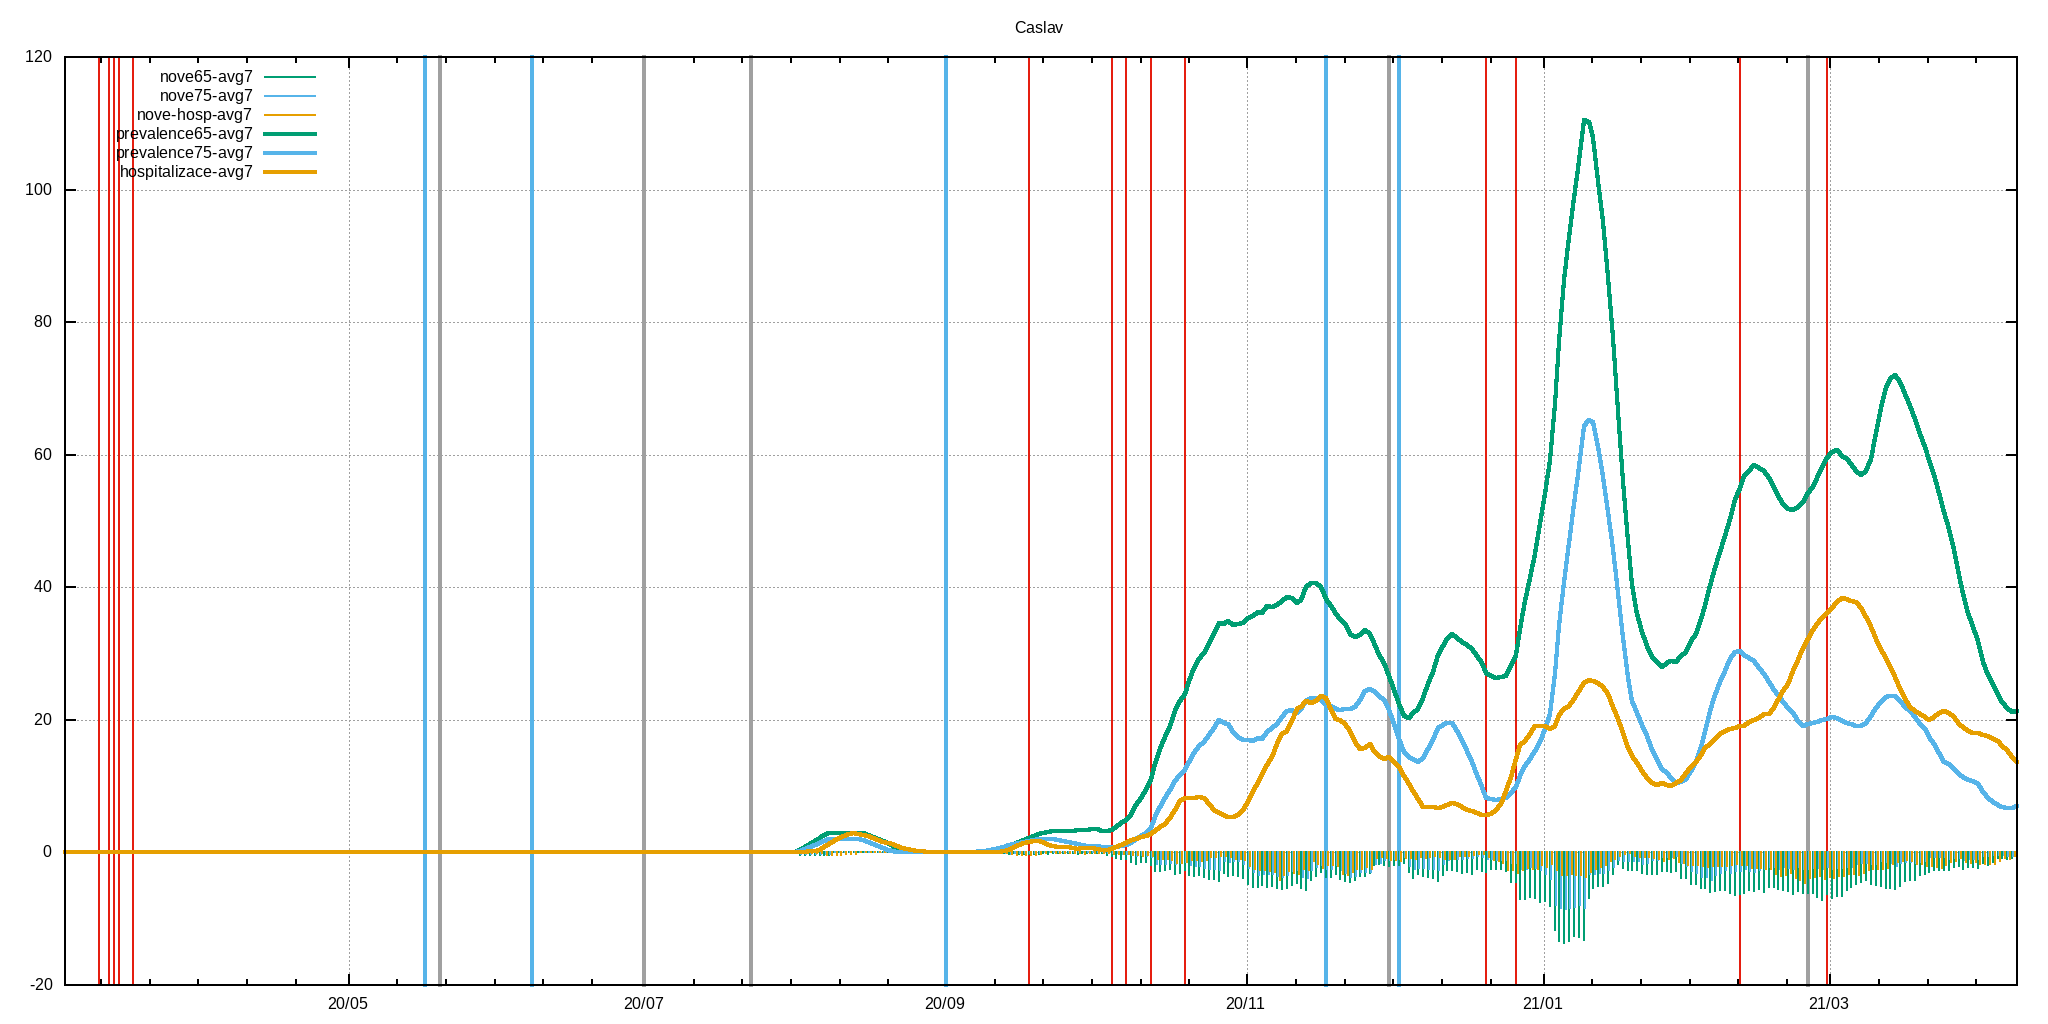 Caslav
120
100
80
60
40
20
0
-20
nove65-avg7
nove75-avg7
nove-hosp-avg7
prevalence65-avg7
prevalence75-avg7
hospitalizace-avg7
20/05 20/07 20/09 20/11 21/01 21/03